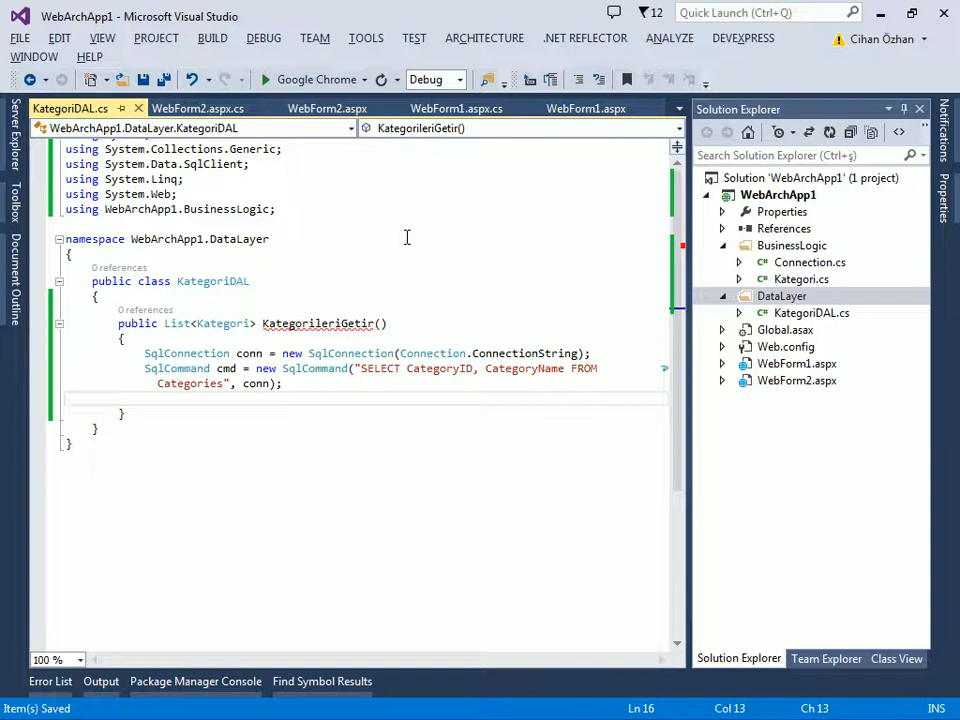 WebArchApp1 - Microsoft Visual Studio
12
Quick Launch (Ctrl+Q)
FILE EDIT VIEW PROJECT BUILD DEBUG TEAM TOOLS TEST ARCHITECTURE .NET REFLECTOR ANALYZE DEVEXPRESS
Cihan Özhan
WINDOW HELP
Google Chrome
Debug
KategoriDAL.cs WebForm2.aspx.cs WebForm2.aspx WebForm1.aspx.cs WebForm1.aspx
WebArchApp1.DataLayer.KategoriDAL
KategorileriGetir()
Server Explorer
Toolbox
Document Outline
using System.Collections.Generic;
using System.Data.SqlClient;
using System.Linq;
using System.Web;
using WebArchApp1.BusinessLogic;
namespace WebArchApp1.DataLayer
{
0 references
public class KategoriDAL
{
0 references
public List<Kategori> KategorileriGetir()
{
SqlConnection conn = new SqlConnection(Connection.ConnectionString);
SqlCommand cmd = new SqlCommand("SELECT CategoryID, CategoryName FROM
Categories", conn);
}
}
}
100 %
Solution Explorer
Search Solution Explorer (Ctrl+ş)
Solution 'WebArchApp1' (1 project)
WebArchApp1
Properties
References
BusinessLogic
Connection.cs
Kategori.cs
DataLayer
KategoriDAL.cs
Global.asax
Web.config
WebForm1.aspx
WebForm2.aspx
Solution Explorer Team Explorer Class View
Notifications
Properties
Error List Output Package Manager Console Find Symbol Results
Item(s) Saved
Ln 16 Col 13 Ch 13 INS